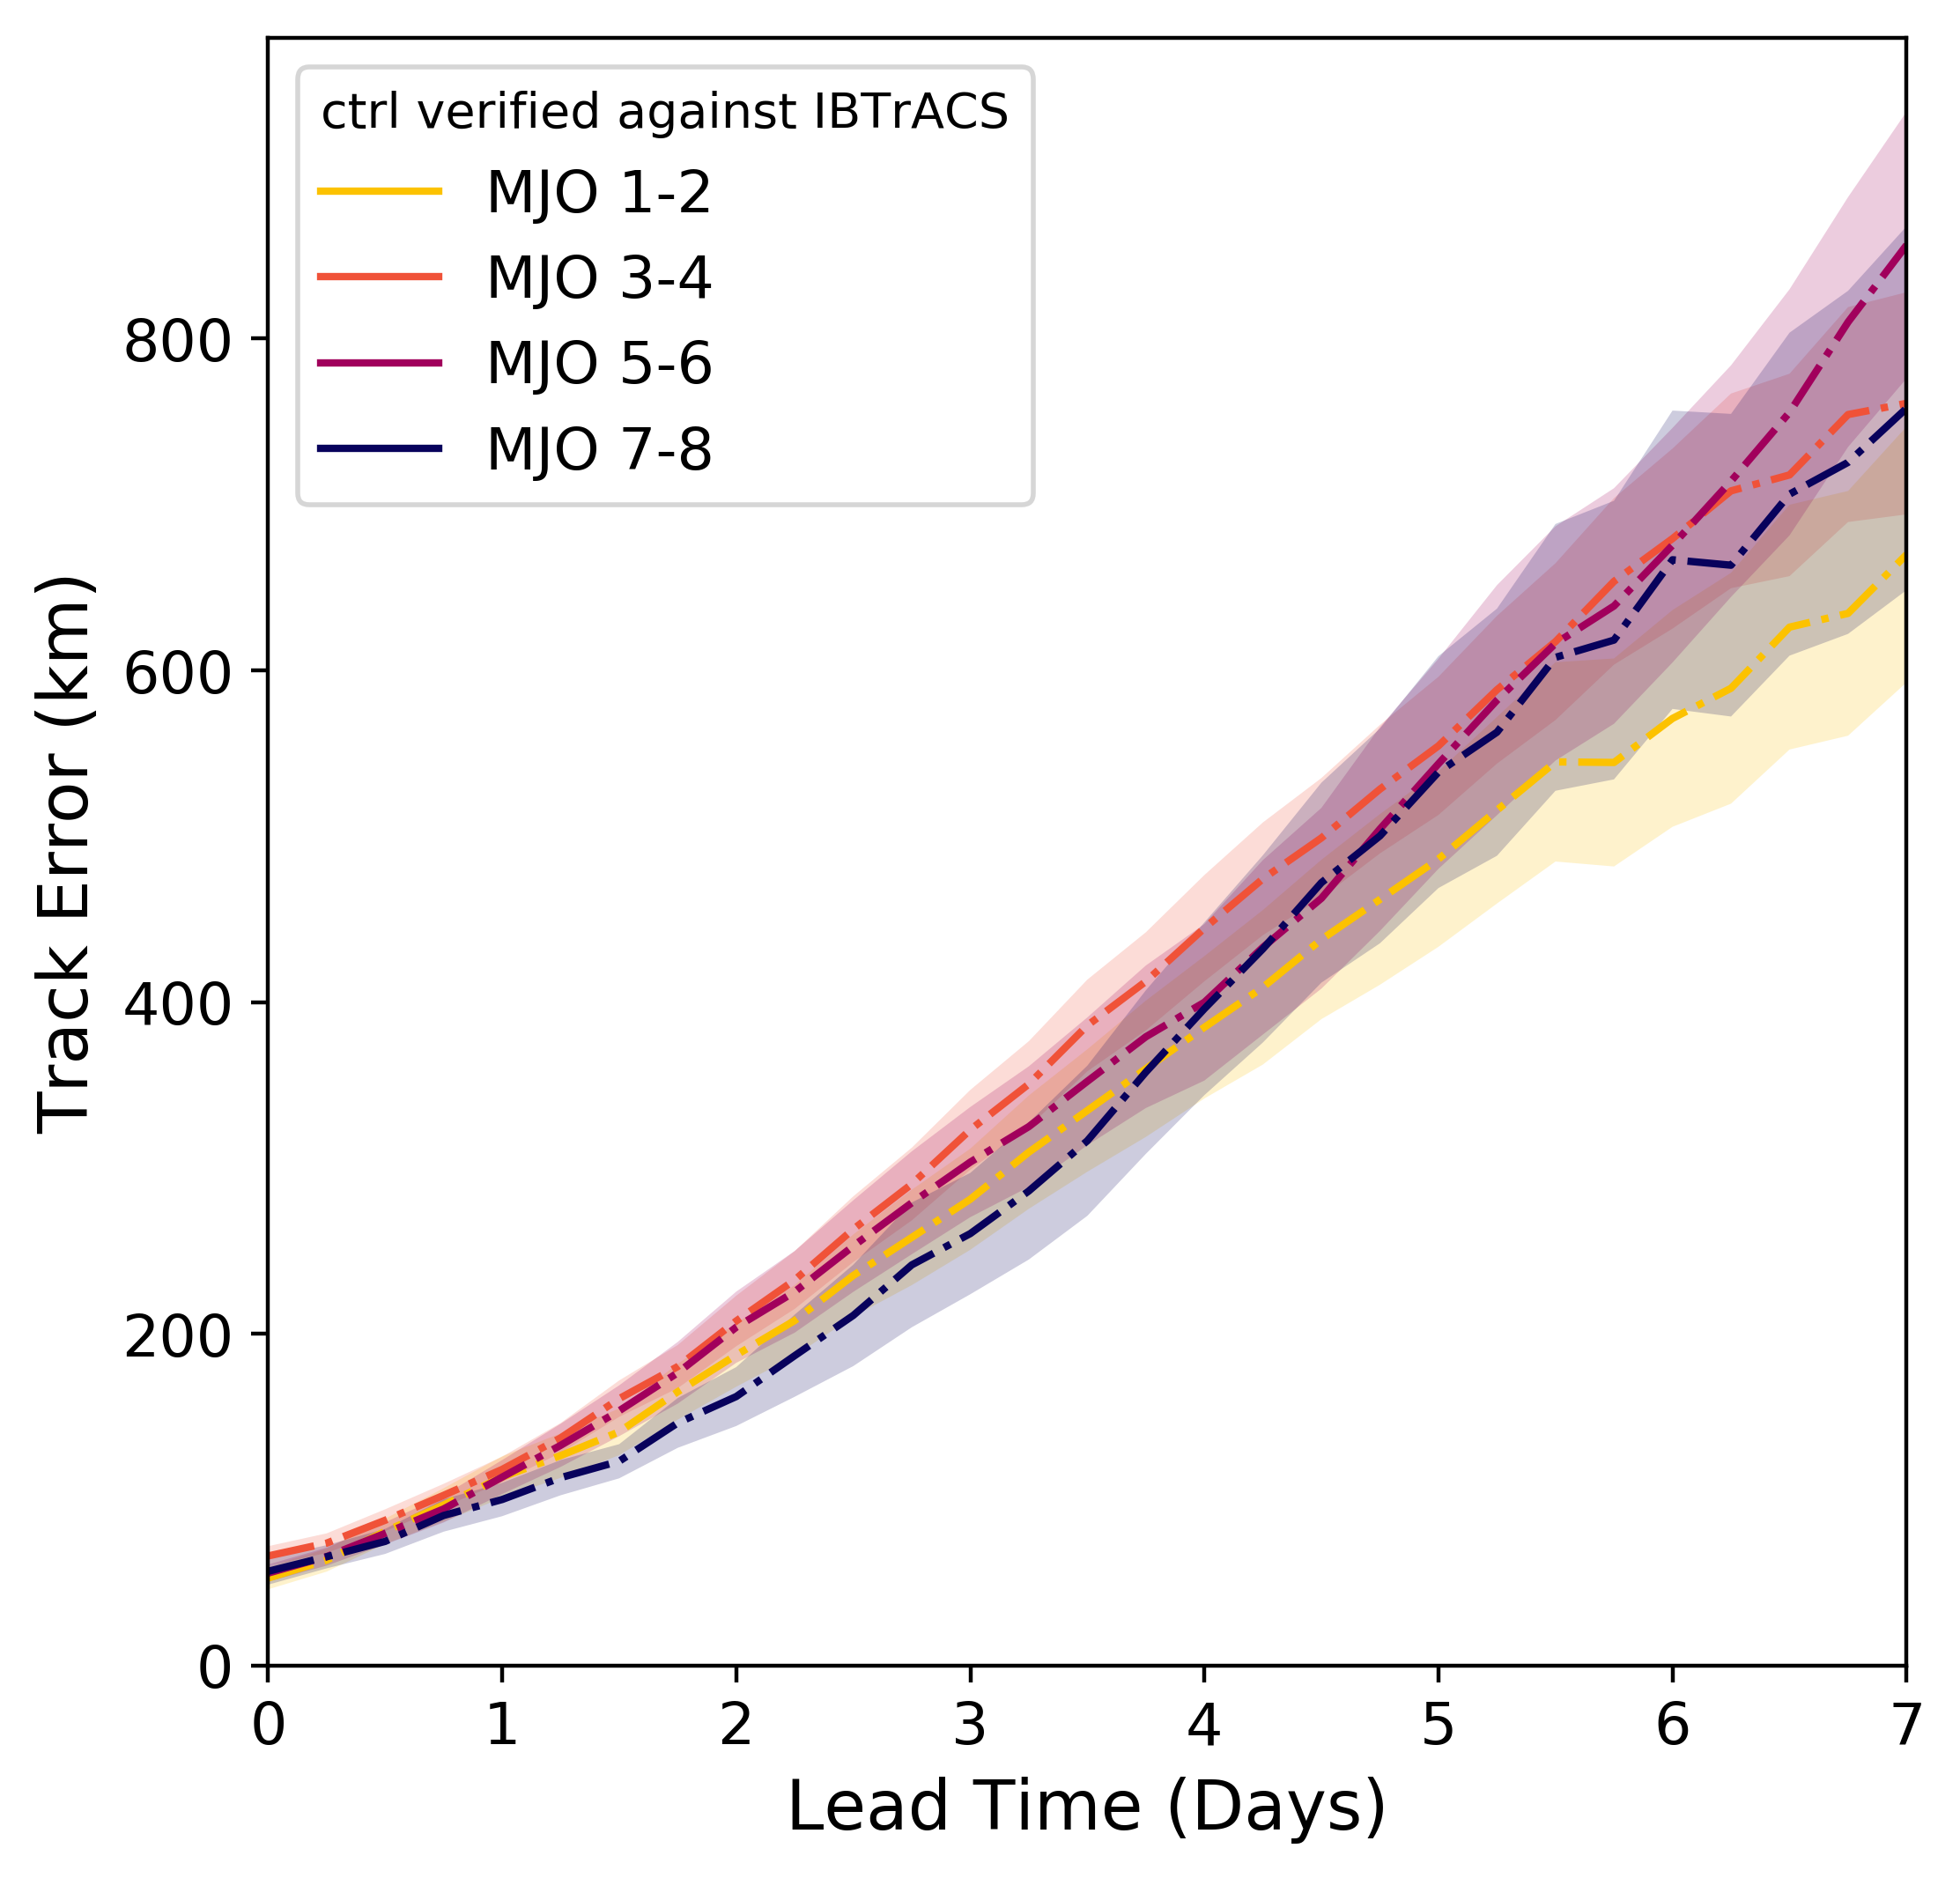 ctrl verified against IBTrACS
MJO 1-2
MJO 3-4
MJO 5-6
MJO 7-8
Track Error (km)
800
600
400
200
0
0 1 2 3 4 5 6 7
Lead Time (Days)